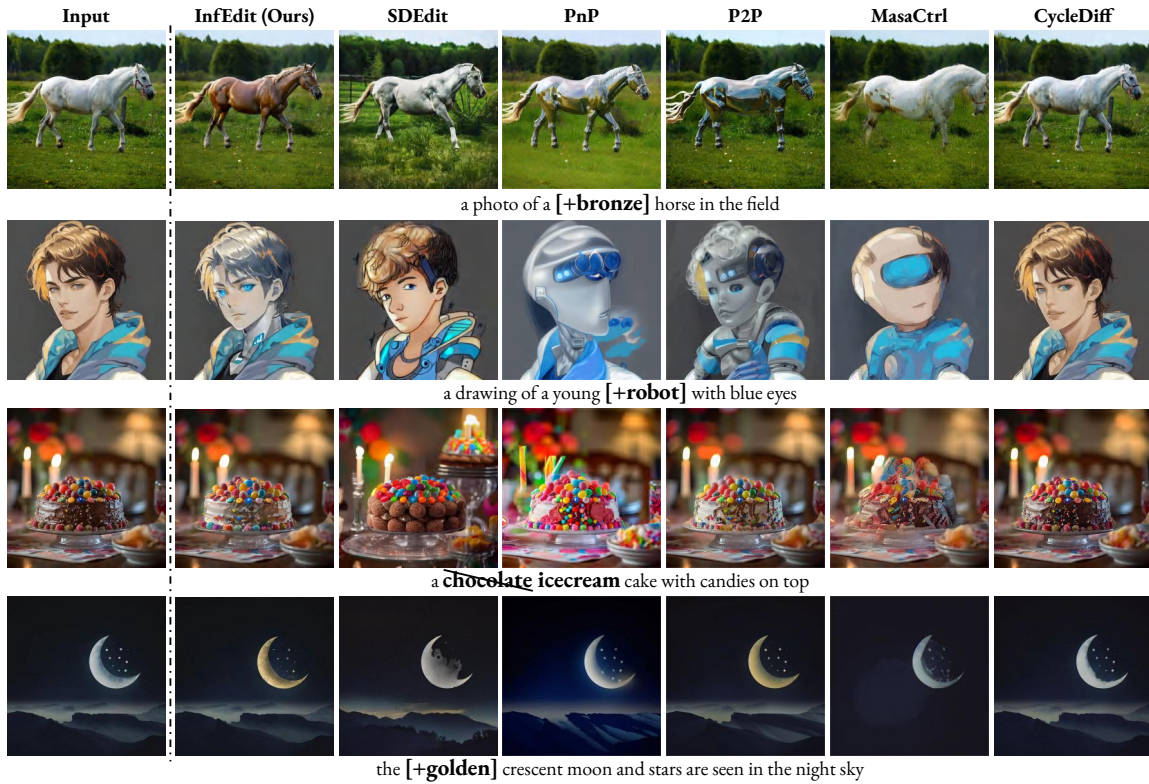 Input InfEdit (Ours) SDEdit PnP P2P MasaCtrl CycleDiff
a photo of a [+bronze] horse in the field
a drawing of a young [+robot] with blue eyes
a chocolate icecream cake with candies on top
the [+golden] crescent moon and stars are seen in the night sky